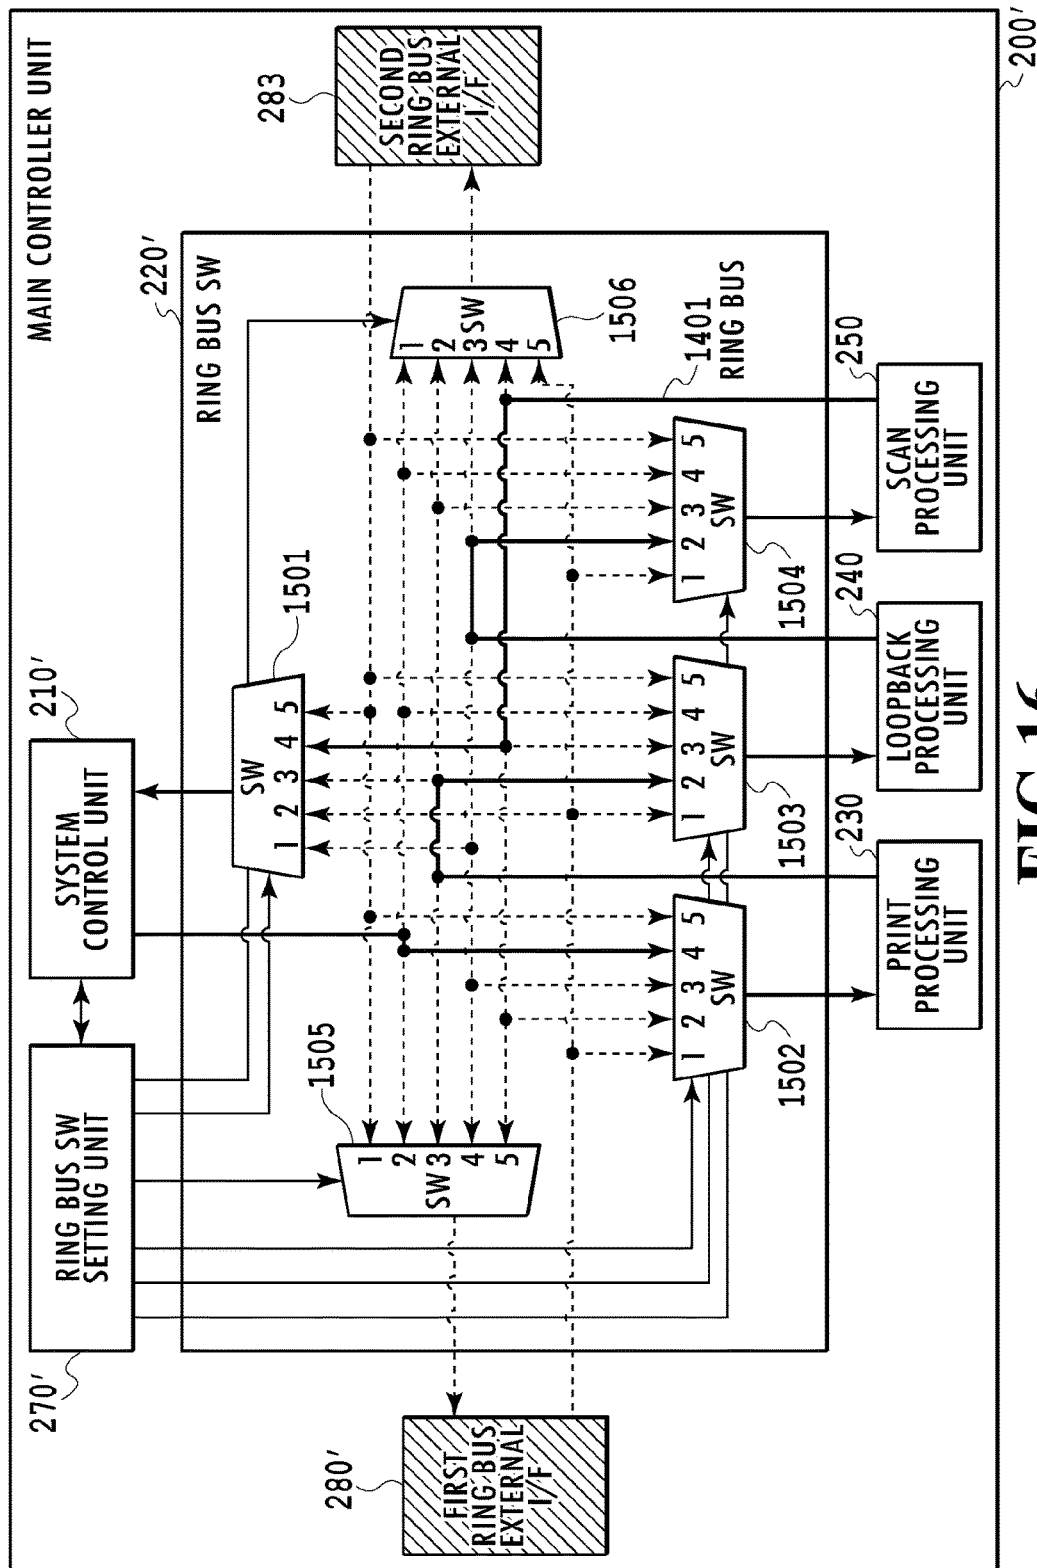 MAIN CONTROLLER UNIT
200'
283
SECOND
RING BUS
EXTERNAL
I/F
220'
RING BUS SW
210'
SYSTEM
CONTROL UNIT
270'
RING BUS SW
SETTING UNIT
280'
FIRST
RING BUS
EXTERNAL
I/F
1501
SW
1 2 3 4 5
1505
SW
1
2
3
4
5
1506
SW
1
2
3
4
5
1401
RING BUS
1502
SW
1 2 3 4 5
1503
SW
1 2 3 4 5
1504
SW
1 2 3 4 5
230
PRINT
PROCESSING
UNIT
240
LOOPBACK
PROCESSING
UNIT
250
SCAN
PROCESSING
UNIT